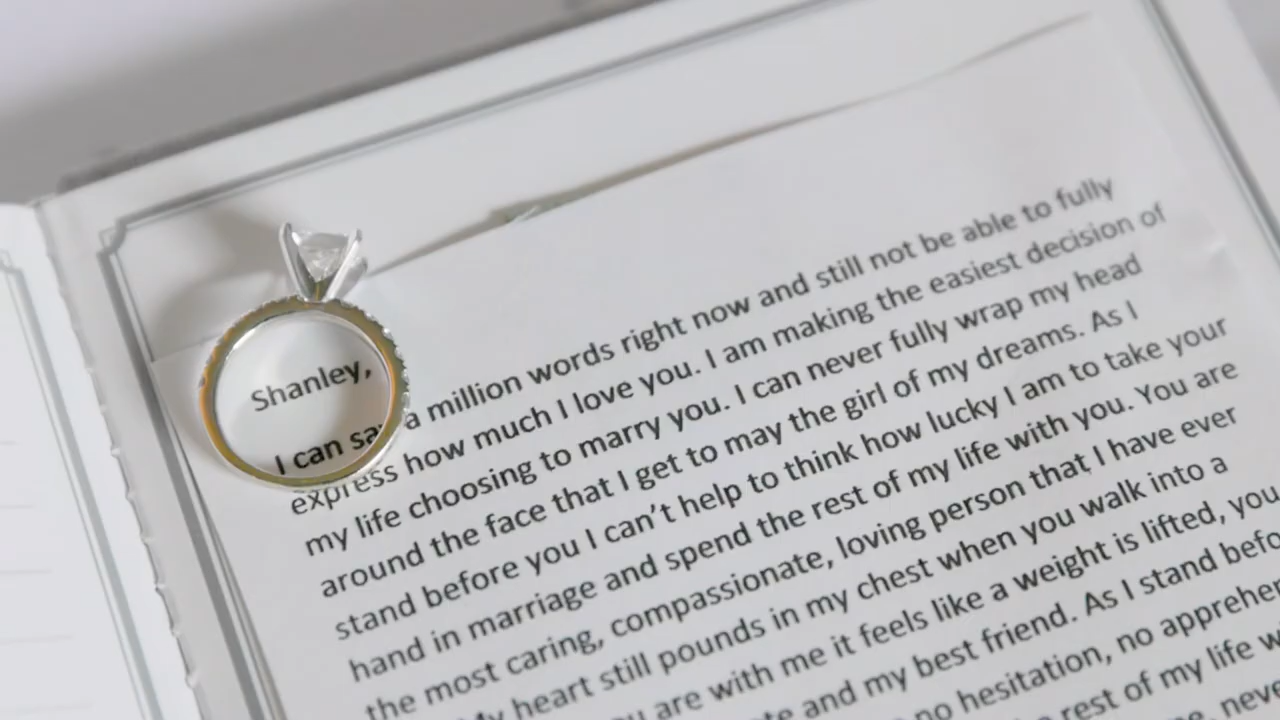 Shanley,
I can say a million words right now and still not be able to fully
express how much I love you. I am making the easiest decision of
my life choosing to marry you. I can never fully wrap my head
around the face that I get to may the girl of my dreams. As I
stand before you I can’t help to think how lucky I am to take your
hand in marriage and spend the rest of my life with you. You are
the most caring, compassionate, loving person that I have ever
My heart still pounds in my chest when you walk into a
are with me it feels like a weight is lifted, you
and my best friend. As I stand
no hesitation, no
rest of my life